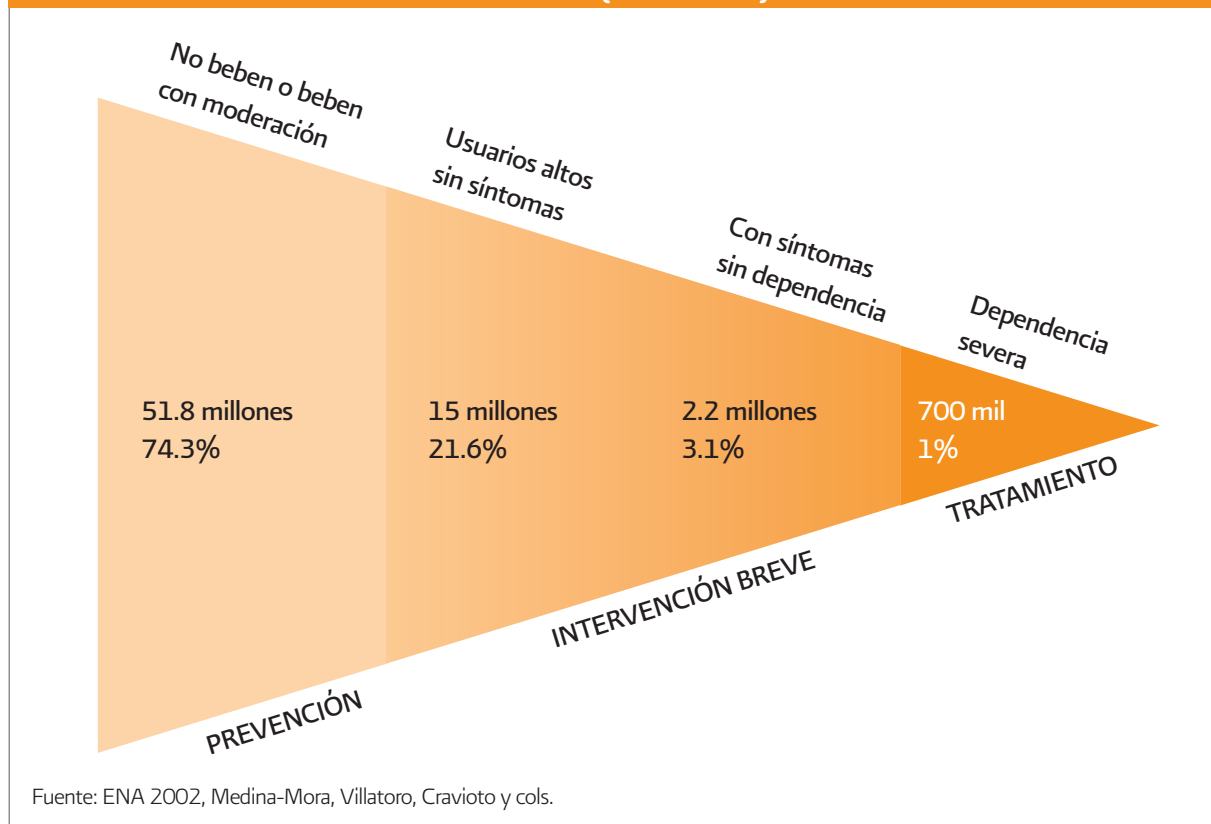 No beben o beben
con moderación
Usuarios altos
sin síntomas
Con síntomas
sin dependencia
Dependencia
severa
51.8 millones
74.3%
15 millones
21.6%
2.2 millones
3.1%
700 mil
1%
PREVENCIÓN
INTERVENCIÓN BREVE
TRATAMIENTO
Fuente: ENA 2002, Medina-Mora, Villatoro, Cravioto y cols.